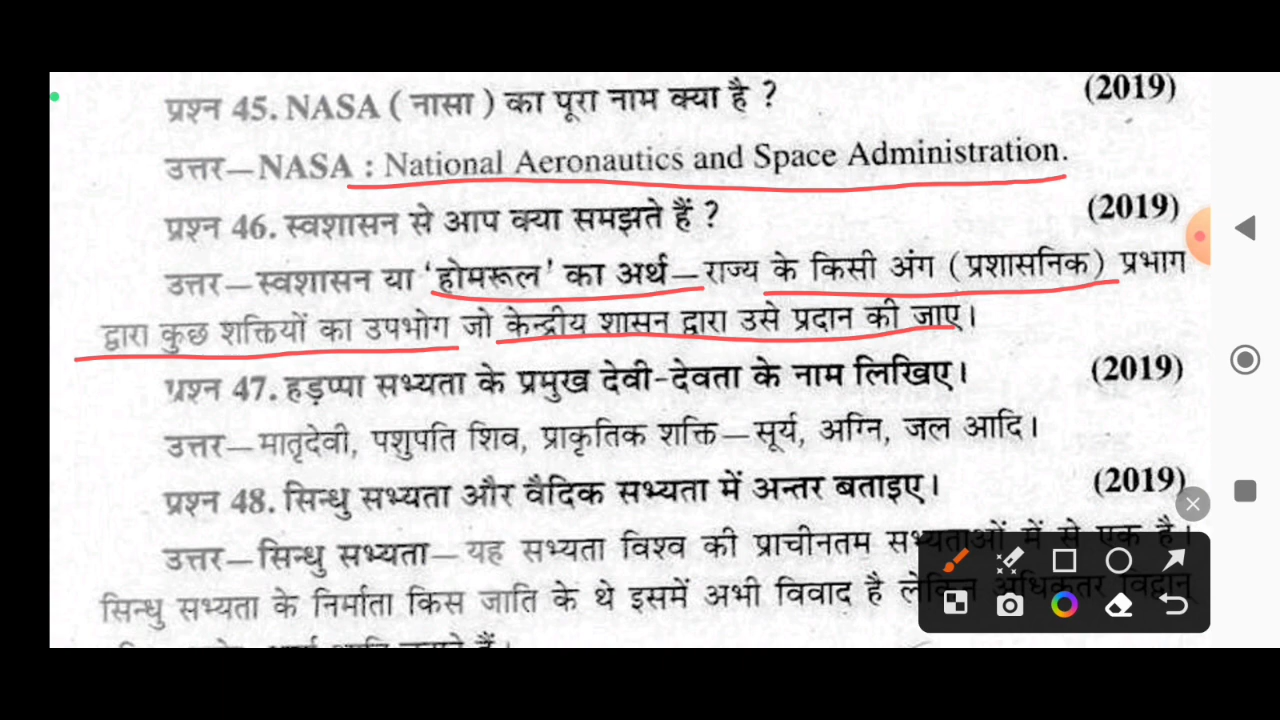 प्रश्न 45. NASA ( नासा ) का पूरा नाम क्या है ? (2019)
उत्तर—NASA : National Aeronautics and Space Administration.
प्रश्न 46. स्वशासन से आप क्या समझते हैं ? (2019)
उत्तर—स्वशासन या 'होमरूल' का अर्थ—राज्य के किसी अंग (प्रशासनिक) प्रभाग
द्वारा कुछ शक्तियों का उपभोग जो केन्द्रीय शासन द्वारा उसे प्रदान की जाए।
प्रश्न 47. हड़प्पा सभ्यता के प्रमुख देवी-देवता के नाम लिखिए। (2019)
उत्तर—मातृदेवी, पशुपति शिव, प्राकृतिक शक्ति—सूर्य, अग्नि, जल आदि।
प्रश्न 48. सिन्धु सभ्यता और वैदिक सभ्यता में अन्तर बताइए। (2019)
उत्तर—सिन्धु सभ्यता—यह सभ्यता विश्व की प्राचीनतम सभ्यताओं में से एक है।
सिन्धु सभ्यता के निर्माता किस जाति के थे इसमें अभी विवाद है लेकिन अधिकतर विद्वान्